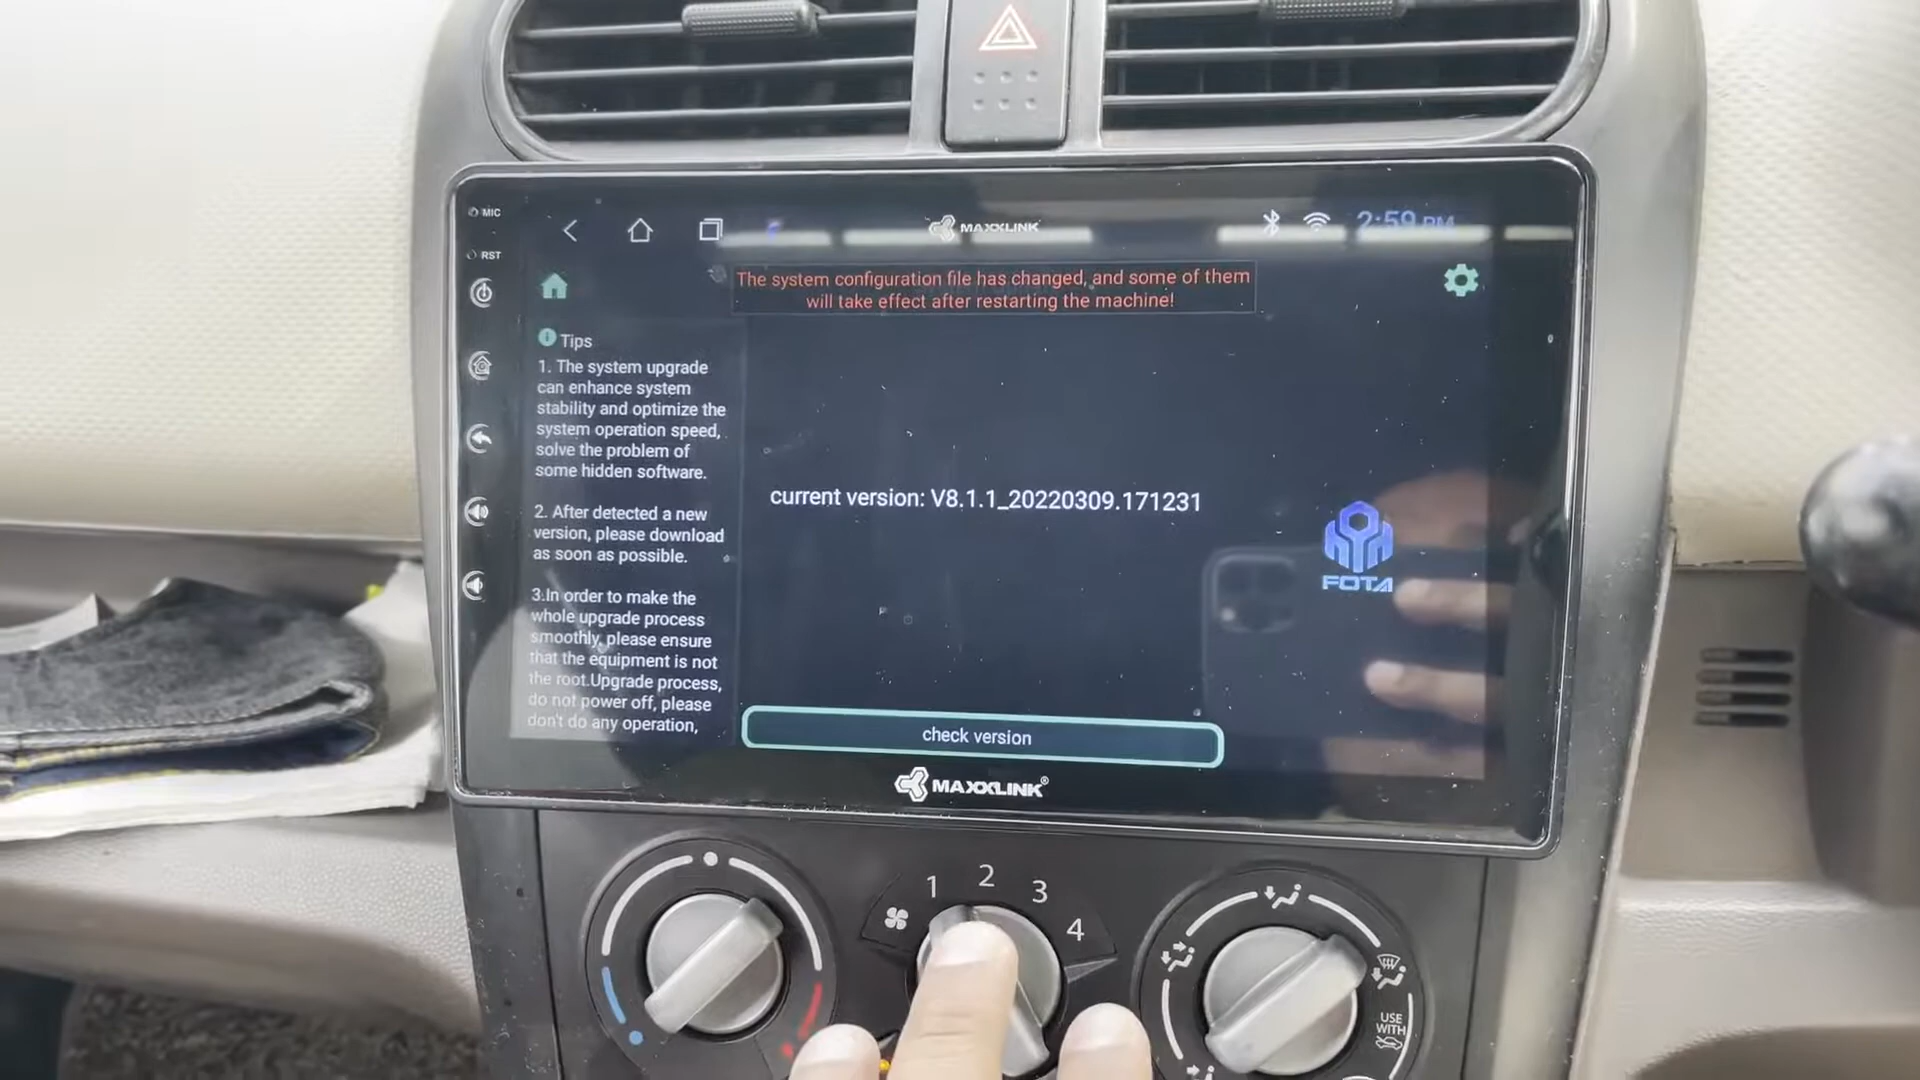 MIC
RST
MAXXLINK
2:59 PM
The system configuration file has changed, and some of them
will take effect after restarting the machine!
Tips
1. The system upgrade
can enhance system
stability and optimize the
system operation speed,
solve the problem of
some hidden software.
2. After detected a new
version, please download
as soon as possible.
3.In order to make the
whole upgrade process
smoothly, please ensure
that the equipment is not
the root.Upgrade process,
do not power off, please
don't do any operation,
current version: V8.1.1_20220309.171231
FOTA
check version
MAXXLINK®
1 2 3 4
USE
WITH